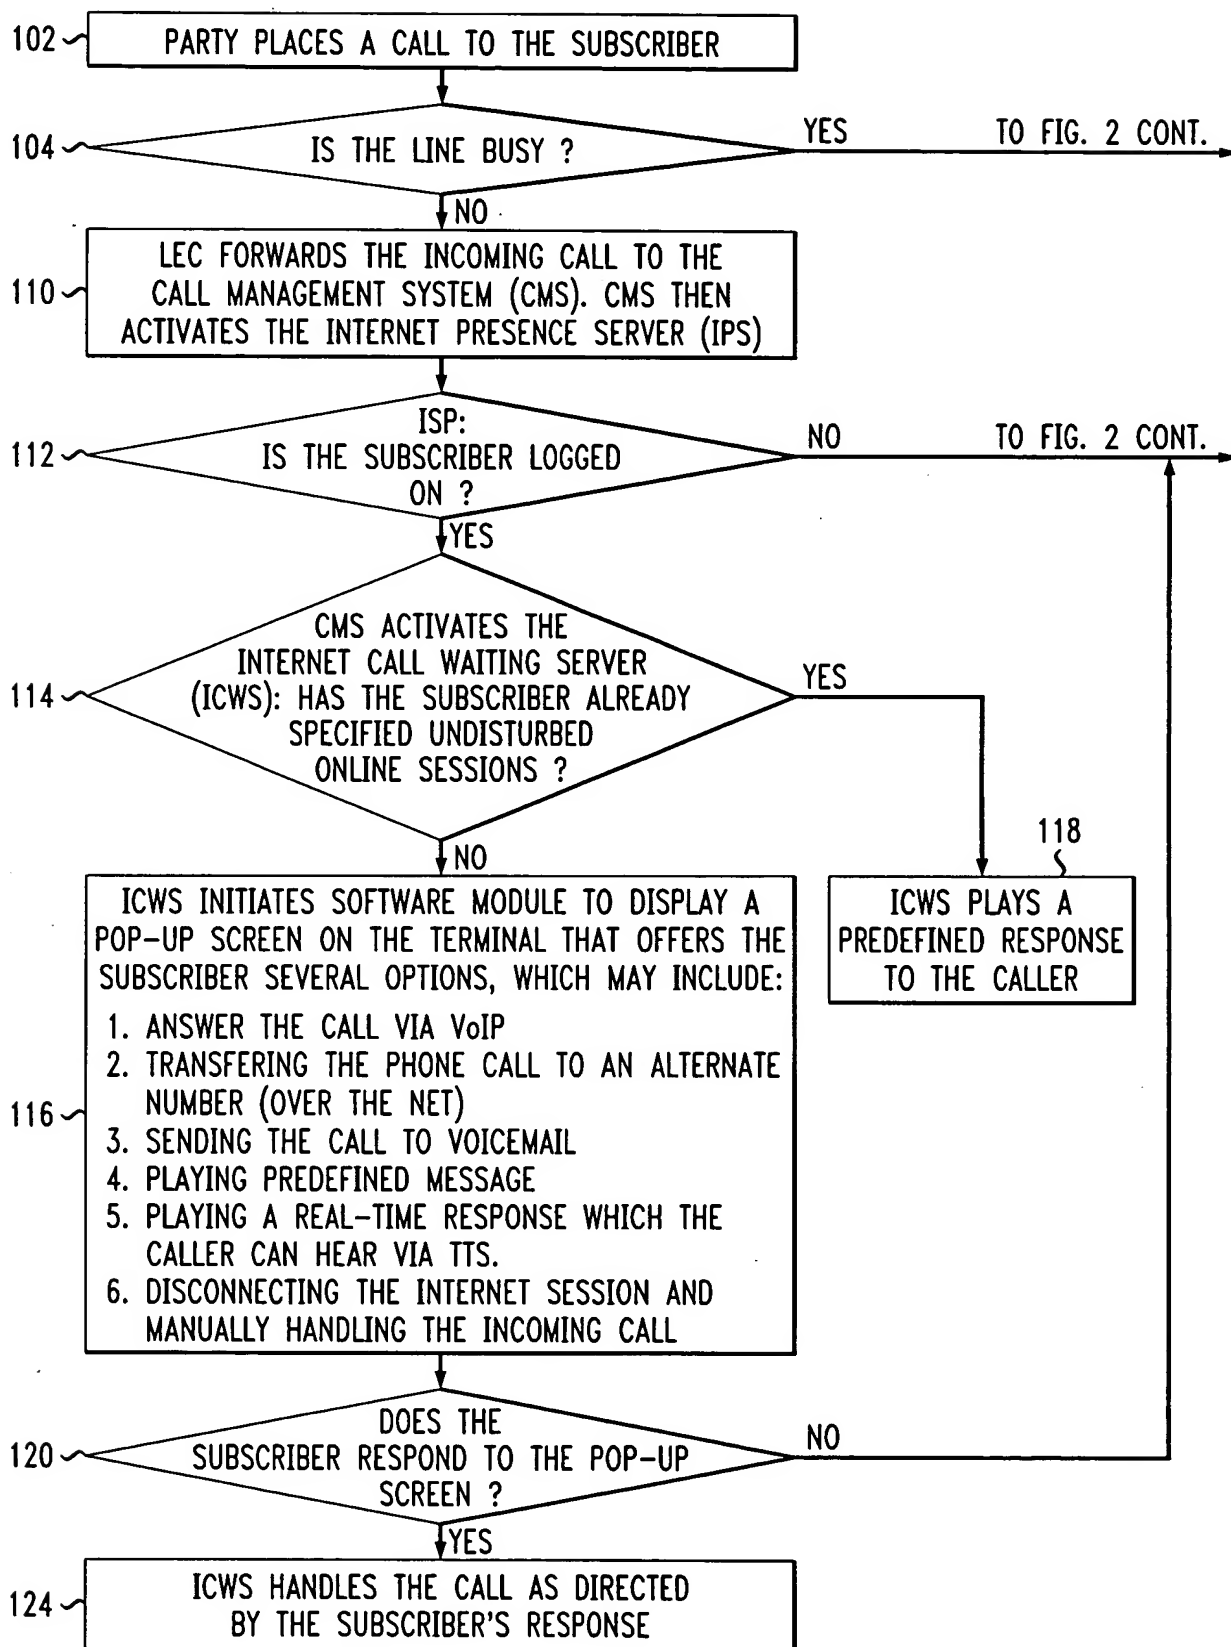 102
PARTY PLACES A CALL TO THE SUBSCRIBER
104
IS THE LINE BUSY ?
YES
TO FIG. 2 CONT.
NO
110
LEC FORWARDS THE INCOMING CALL TO THE
CALL MANAGEMENT SYSTEM (CMS). CMS THEN
ACTIVATES THE INTERNET PRESENCE SERVER (IPS)
112
ISP:
IS THE SUBSCRIBER LOGGED
ON ?
NO
TO FIG. 2 CONT.
YES
114
CMS ACTIVATES THE
INTERNET CALL WAITING SERVER
(ICWS): HAS THE SUBSCRIBER ALREADY
SPECIFIED UNDISTURBED
ONLINE SESSIONS ?
YES
NO
118
ICWS PLAYS A
PREDEFINED RESPONSE
TO THE CALLER
116
ICWS INITIATES SOFTWARE MODULE TO DISPLAY A
POP-UP SCREEN ON THE TERMINAL THAT OFFERS THE
SUBSCRIBER SEVERAL OPTIONS, WHICH MAY INCLUDE:
1. ANSWER THE CALL VIA VoIP
2. TRANSFERING THE PHONE CALL TO AN ALTERNATE
NUMBER (OVER THE NET)
3. SENDING THE CALL TO VOICEMAIL
4. PLAYING PREDEFINED MESSAGE
5. PLAYING A REAL-TIME RESPONSE WHICH THE
CALLER CAN HEAR VIA TTS.
6. DISCONNECTING THE INTERNET SESSION AND
MANUALLY HANDLING THE INCOMING CALL
120
DOES THE
SUBSCRIBER RESPOND TO THE POP-UP
SCREEN ?
NO
YES
124
ICWS HANDLES THE CALL AS DIRECTED
BY THE SUBSCRIBER'S RESPONSE